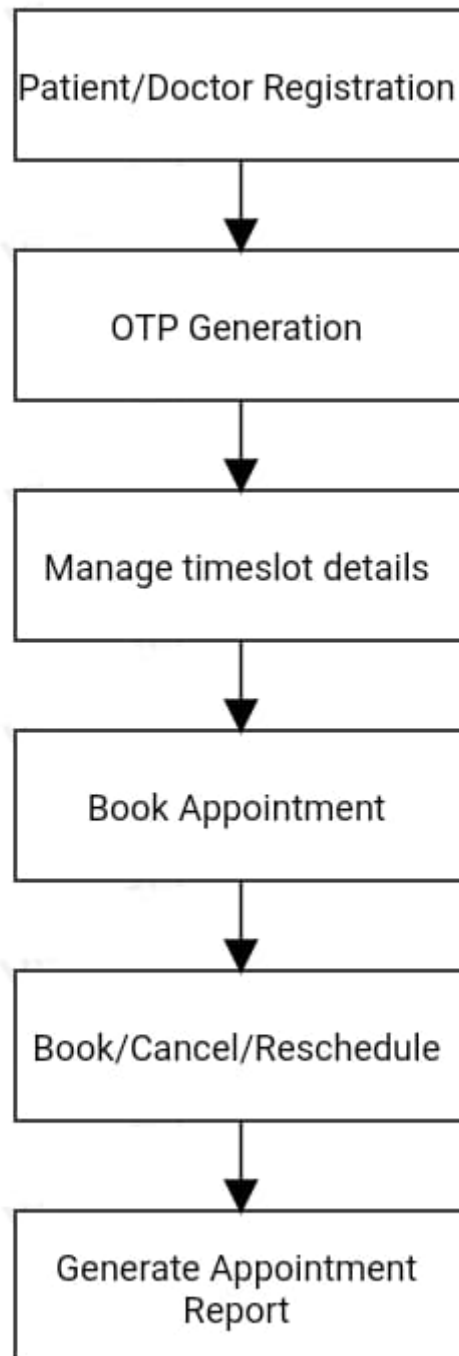 Patient/Doctor Registration
OTP Generation
Manage timeslot details
Book Appointment
Book/Cancel/Reschedule
Generate Appointment
Report